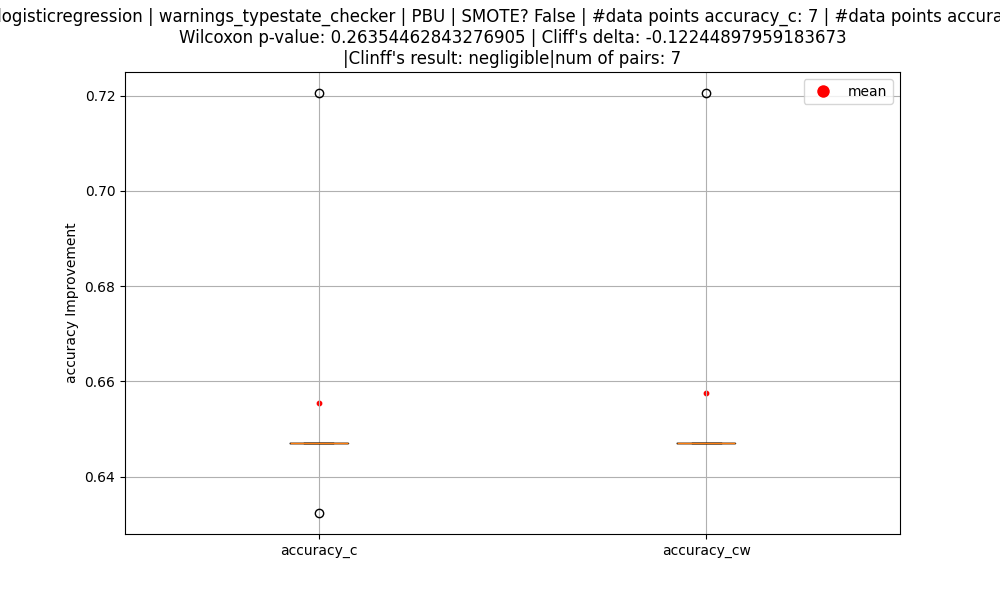 logisticregression | warnings_typestate_checker | PBU | SMOTE? False | #data points accuracy_c: 7 | #data points
Wilcoxon p-value: 0.26354462843276905 | Cliff's delta: -0.12244897959183673
|Clinff's result: negligible|num of pairs: 7
mean
0.72
0.70
0.68
0.66
0.64
accuracy Improvement
accuracy_c
accuracy_cw